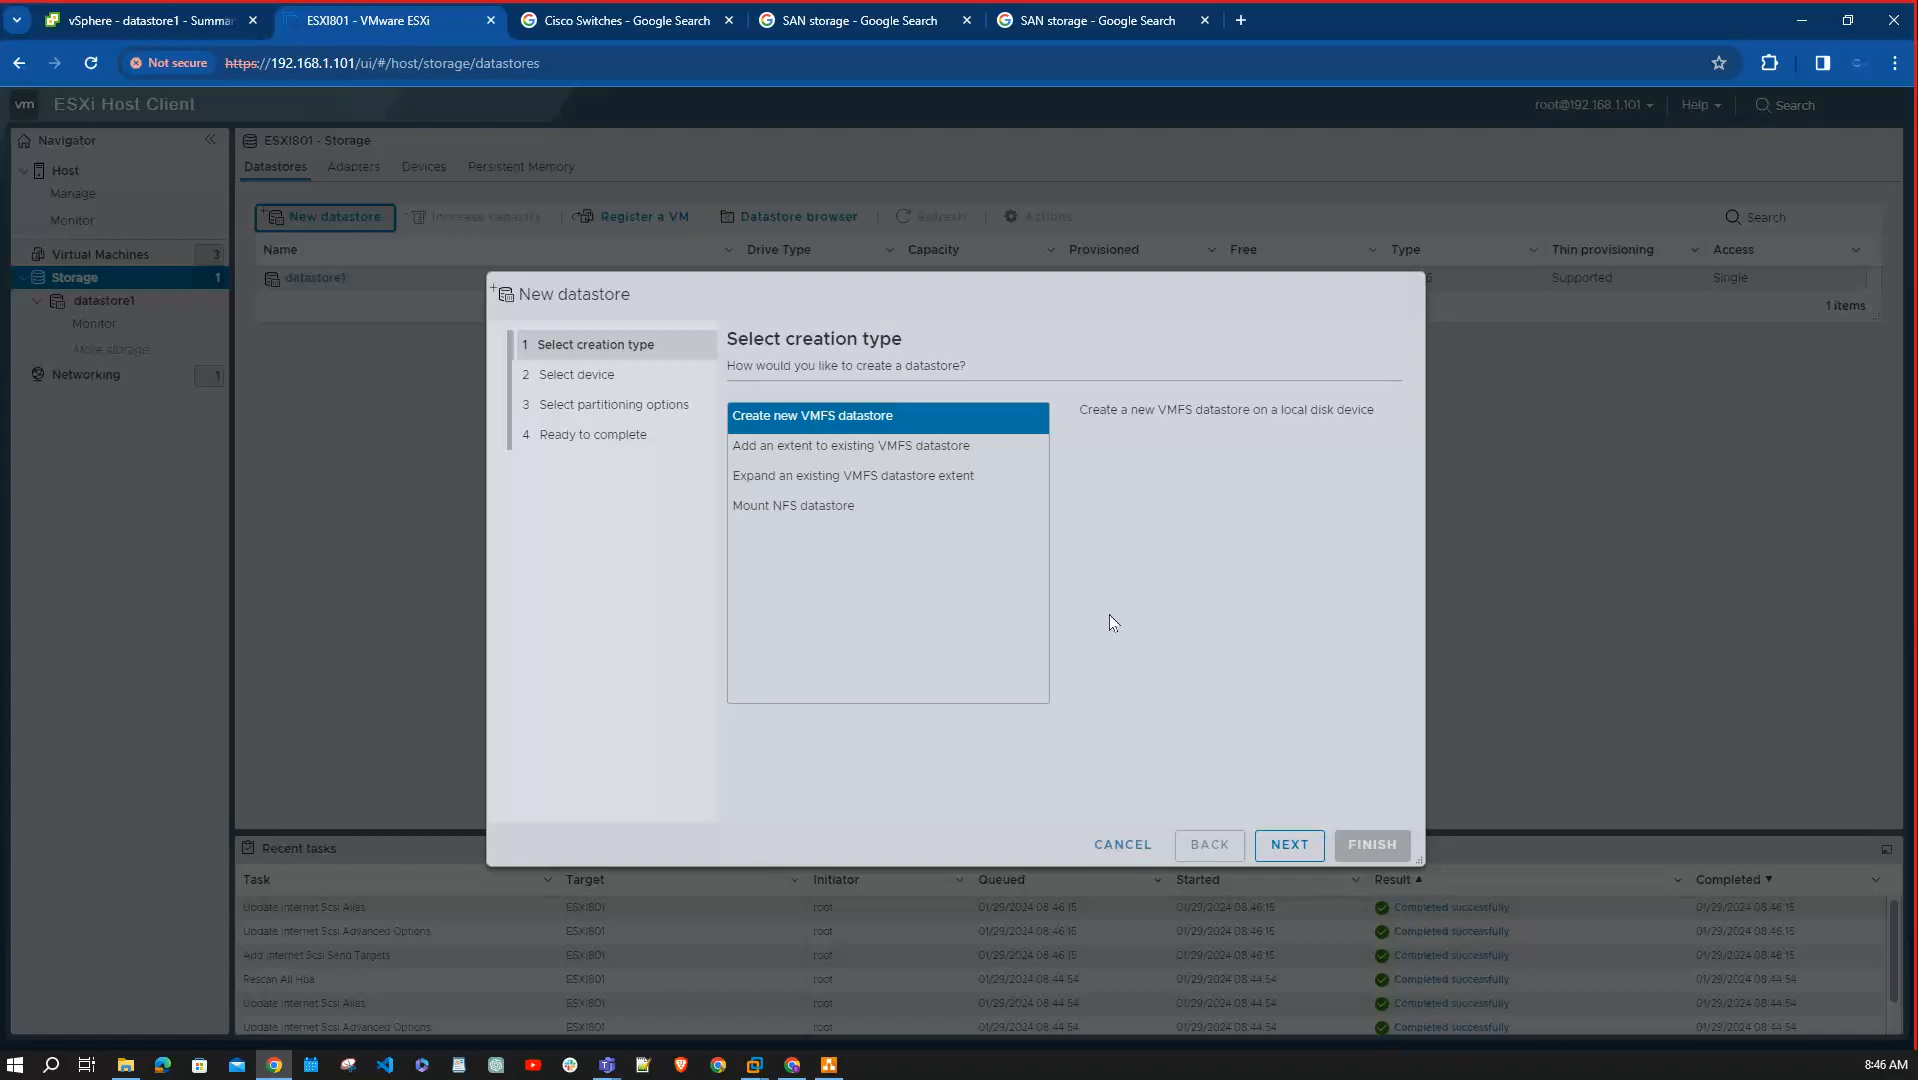 vSphere - datastore1 - Summar
ESXI801 - VMware ESXi
Cisco Switches - Google Search
SAN storage - Google Search
SAN storage - Google Search
Not secure
https://192.168.1.101/ui/#/host/storage/datastores
vm ESXi Host Client
root@192.168.1.101
Help
Search
Navigator
Host
Manage
Monitor
Virtual Machines 3
Storage 1
datastore1
Monitor
More storage...
Networking 1
ESXI801 - Storage
Datastores Adapters Devices Persistent Memory
New datastore Increase capacity Register a VM Datastore browser Refresh Actions
Search
Name Drive Type Capacity Provisioned Free Type Thin provisioning Access
datastore1 6 Supported Single
1 items
New datastore
1 Select creation type
2 Select device
3 Select partitioning options
4 Ready to complete
Select creation type
How would you like to create a datastore?
Create new VMFS datastore
Add an extent to existing VMFS datastore
Expand an existing VMFS datastore extent
Mount NFS datastore
Create a new VMFS datastore on a local disk device
CANCEL BACK NEXT FINISH
Recent tasks
Task Target Initiator Queued Started Result Completed
Update Internet Scsi Alias ESXI801 root 01/29/2024 08:46:15 01/29/2024 08:46:15 Completed successfully 01/29/2024 08:46:15
Update Internet Scsi Advanced Options ESXI801 root 01/29/2024 08:46:15 01/29/2024 08:46:15 Completed successfully 01/29/2024 08:46:15
Add Internet Scsi Send Targets ESXI801 root 01/29/2024 08:46:15 01/29/2024 08:46:15 Completed successfully 01/29/2024 08:46:15
Rescan All Hba ESXI801 root 01/29/2024 08:44:54 01/29/2024 08:44:54 Completed successfully 01/29/2024 08:44:54
Update Internet Scsi Alias ESXI801 root 01/29/2024 08:44:54 01/29/2024 08:44:54 Completed successfully 01/29/2024 08:44:54
Update Internet Scsi Advanced Options ESXI801 root 01/29/2024 08:44:54 01/29/2024 08:44:54 Completed successfully 01/29/2024 08:44:54
8:46 AM